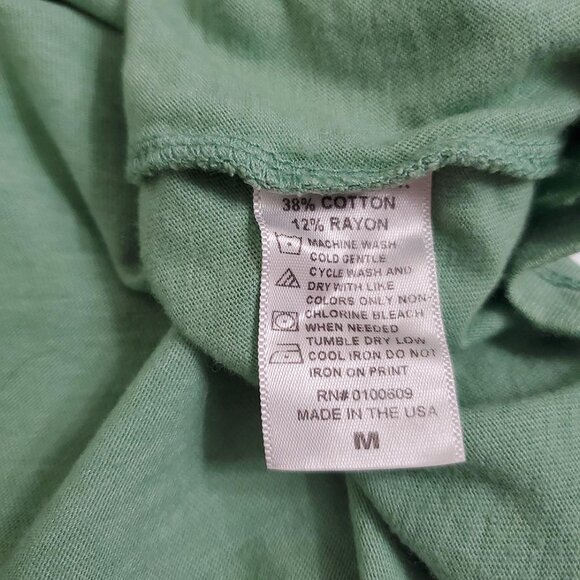 38% COTTON
12% RAYON
MACHINE WASH
COLD GENTLE
CYCLE WASH AND
DRY WITH LIKE
COLORS ONLY NON-
CHLORINE BLEACH
WHEN NEEDED
TUMBLE DRY LOW
COOL IRON DO NOT
IRON ON PRINT
RN# 0100609
MADE IN THE USA
M